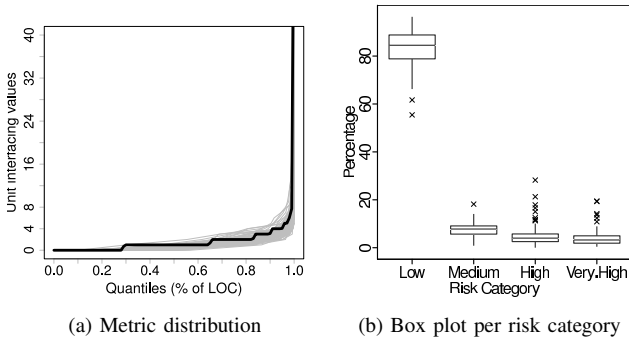 40
32
24
16
8
4
0
Unit interfacing values
0.0 0.2 0.4 0.6 0.8 1.0
Quantiles (% of LOC)
(a) Metric distribution
80
60
40
20
0
Percentage
Low Medium High Very.High
Risk Category
(b) Box plot per risk category